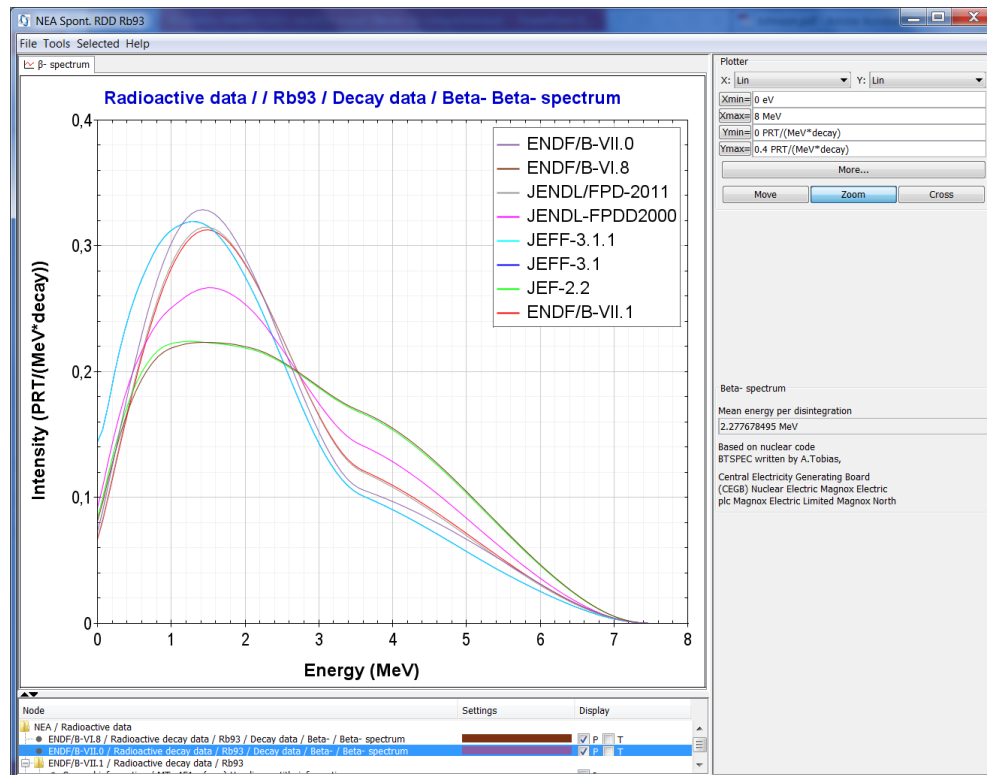 NEA Spont. RDD Rb93
File Tools Selected Help
β- spectrum
Radioactive data / / Rb93 / Decay data / Beta- Beta- spectrum
0,4
0,3
0,2
0,1
0
Intensity (PRT/(MeV*decay))
ENDF/B-VII.0
ENDF/B-VI.8
JENDL/FPD-2011
JENDL-FPDD2000
JEFF-3.1.1
JEFF-3.1
JEF-2.2
ENDF/B-VII.1
0 1 2 3 4 5 6 7 8
Energy (MeV)
Plotter
X: Lin Y: Lin
Xmin= 0 eV
Xmax= 8 MeV
Ymin= 0 PRT/(MeV*decay)
Ymax= 0.4 PRT/(MeV*decay)
More...
Move Zoom Cross
Beta- spectrum
Mean energy per disintegration
2.277678495 MeV
Based on nuclear code
BTSPEC written by A.Tobias,
Central Electricity Generating Board
(CEGB) Nuclear Electric Magnox Electric
plc Magnox Electric Limited Magnox North
Node Settings Display
NEA / Radioactive data
ENDF/B-VI.8 / Radioactive decay data / Rb93 / Decay data / Beta- / Beta- spectrum P T
ENDF/B-VII.0 / Radioactive decay data / Rb93 / Decay data / Beta- / Beta- spectrum P T
ENDF/B-VII.1 / Radioactive decay data / Rb93